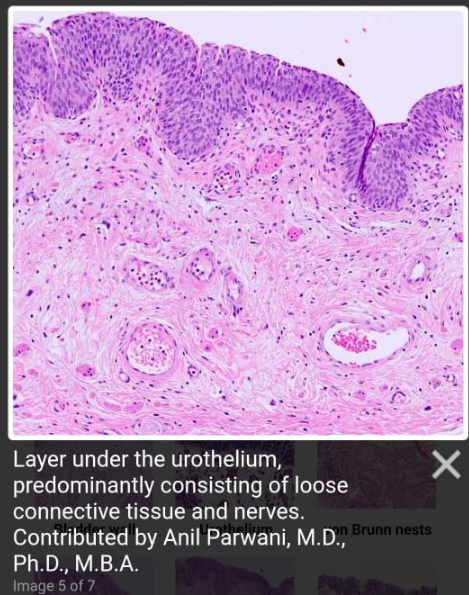 Layer under the urothelium,
predominantly consisting of loose
connective tissue and nerves.
Bladder wall Urothelium von Brunn nests
Contributed by Anil Parwani, M.D.,
Ph.D., M.B.A.
Image 5 of 7